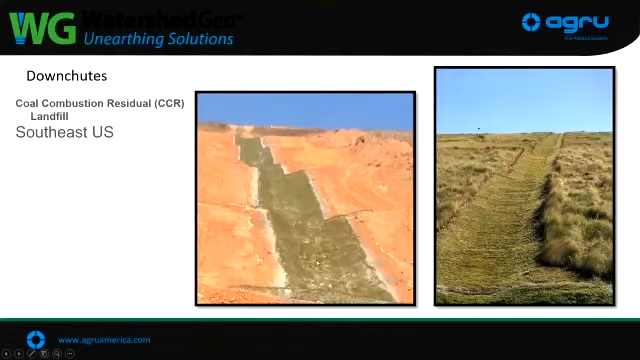 WG WatershedGeo
Unearthing Solutions
agru
Downchutes
Coal Combustion Residual (CCR)
Landfill
Southeast US
www.agruamerica.com